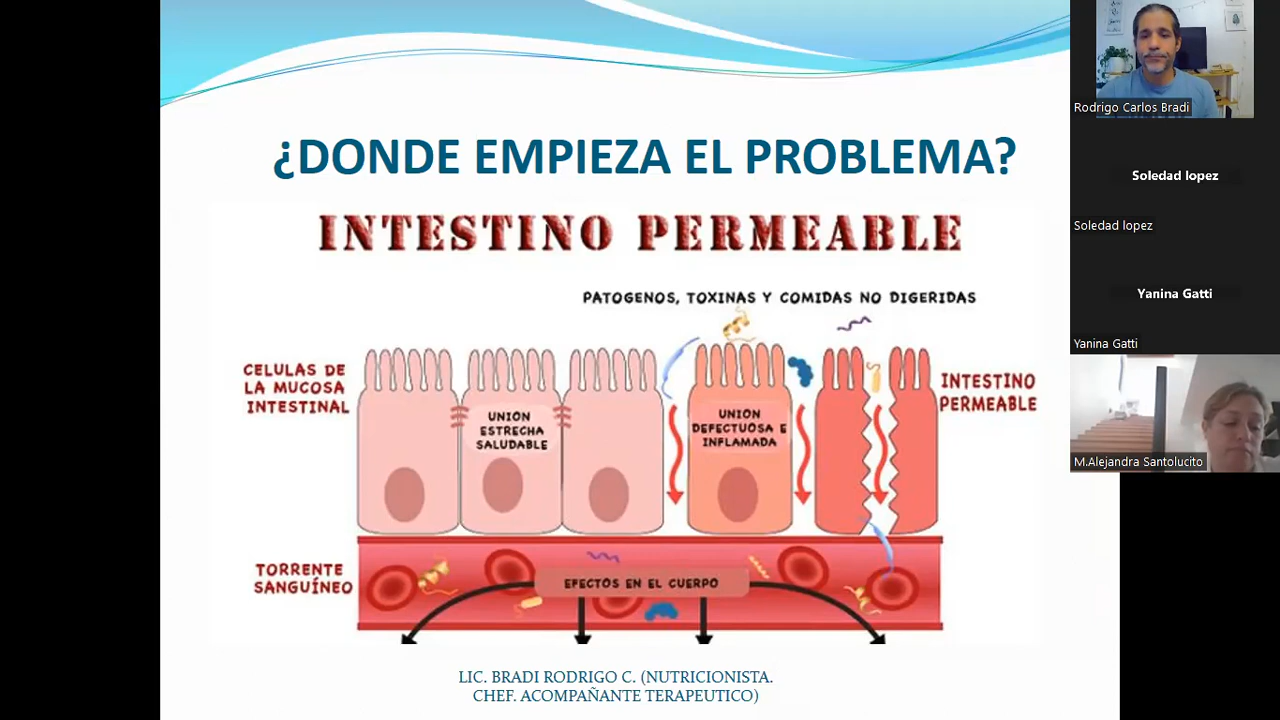 ¿DONDE EMPIEZA EL PROBLEMA?
INTESTINO PERMEABLE
PATOGENOS, TOXINAS Y COMIDAS NO DIGERIDAS
CELULAS DE
LA MUCOSA
INTESTINAL
UNION
ESTRECHA
SALUDABLE
UNION
DEFECTUOSA E
INFLAMADA
INTESTINO
PERMEABLE
TORRENTE
SANGUÍNEO
EFECTOS EN EL CUERPO
LIC. BRADI RODRIGO C. (NUTRICIONISTA.
CHEF. ACOMPAÑANTE TERAPEUTICO)
Rodrigo Carlos Bradi
Soledad lopez
Soledad lopez
Yanina Gatti
Yanina Gatti
M.Alejandra Santolucito